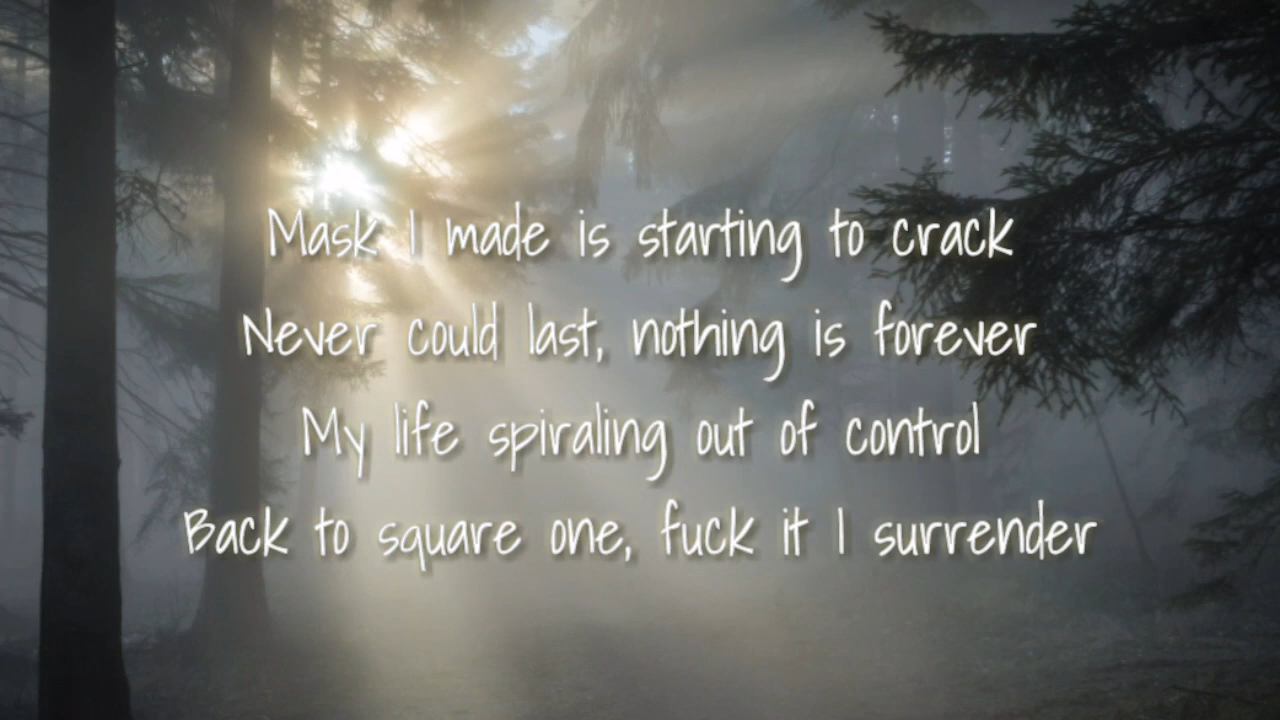 Mask I made is starting to crack
Never could last, nothing is forever
My life spiraling out of control
Back to square one, fuck it I surrender